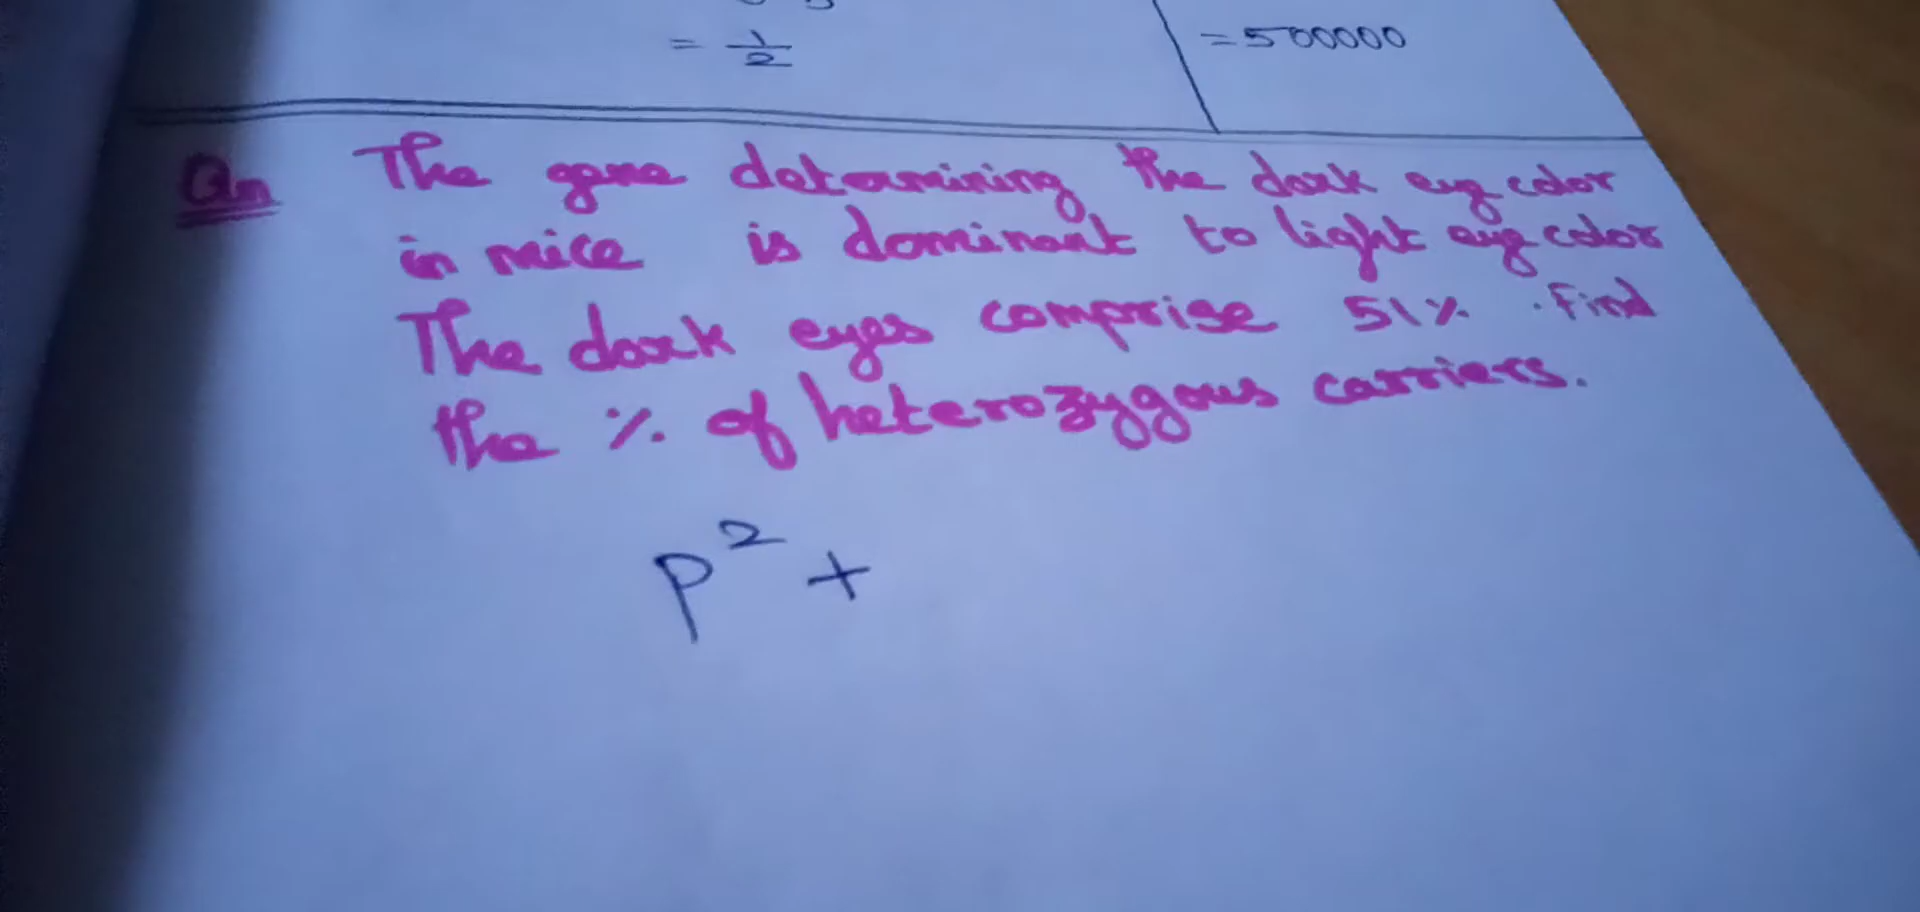 = 1/2
= 500000
Qn The gene determining the dark eye color
in mice is dominant to light eye color
The dark eyes comprise 51% . Find
the % of heterozygous carriers.
p² +